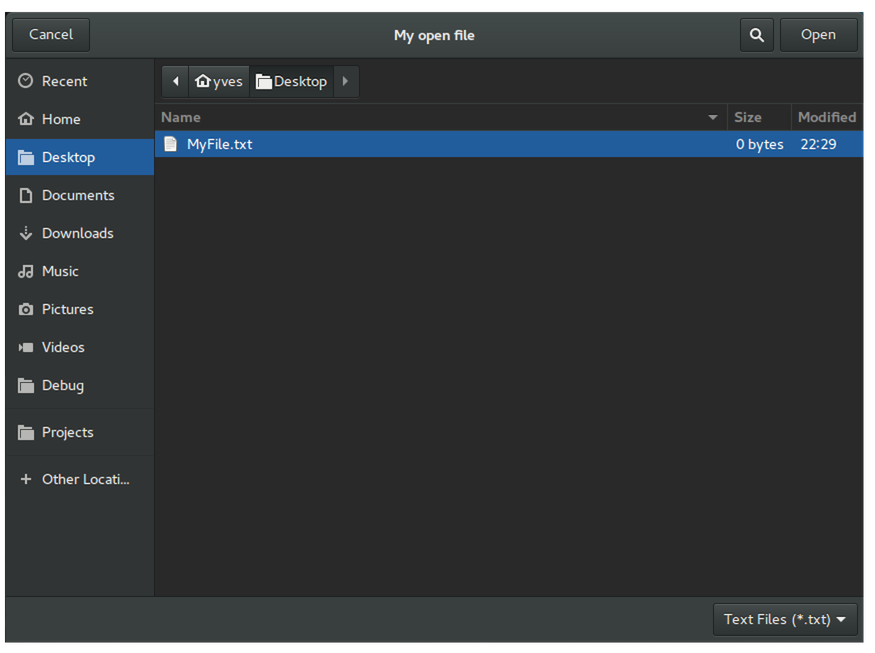 Cancel
My open file
Open
Recent
Home
Desktop
Documents
Downloads
Music
Pictures
Videos
Debug
Projects
Other Locati...
yves Desktop
Name Size Modified
MyFile.txt 0 bytes 22:29
Text Files (*.txt)